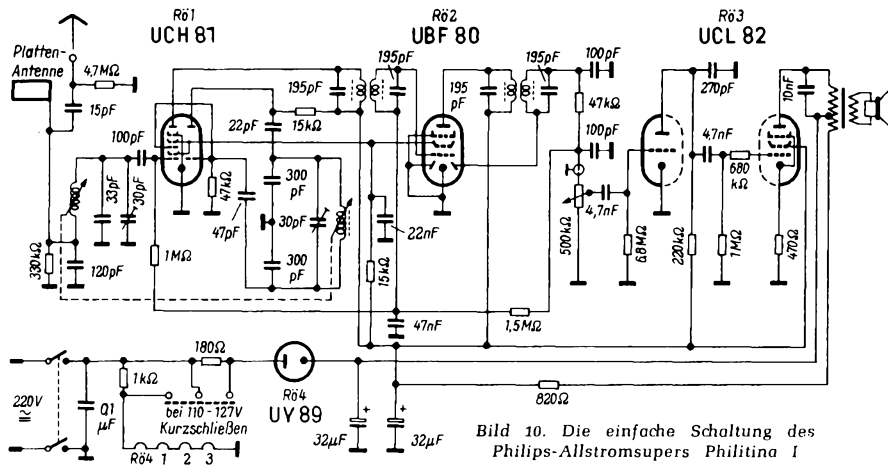 Rö1
UCH 81
Rö2
UBF 80
Rö3
UCL 82
Platten-
Antenne
4,7MΩ
15pF
100pF
33pF
30pF
330kΩ
120pF
1MΩ
47kΩ
47pF
22pF
15kΩ
300
pF
300
pF
30pF
195pF
195pF
15kΩ
22nF
47nF
195
pF
195pF
100pF
47kΩ
100pF
500kΩ
4,7nF
1,5MΩ
6,8MΩ
270pF
4,7nF
220kΩ
680
kΩ
1MΩ
470Ω
10nF
220V
0,1
μF
1kΩ
180Ω
bei 110-127V
Kurzschließen
Rö4 1 2 3
Rö4
UY 89
32μF
32μF
820Ω
Bild 10. Die einfache Schaltung des
Philips-Allstromsupers Philitina I